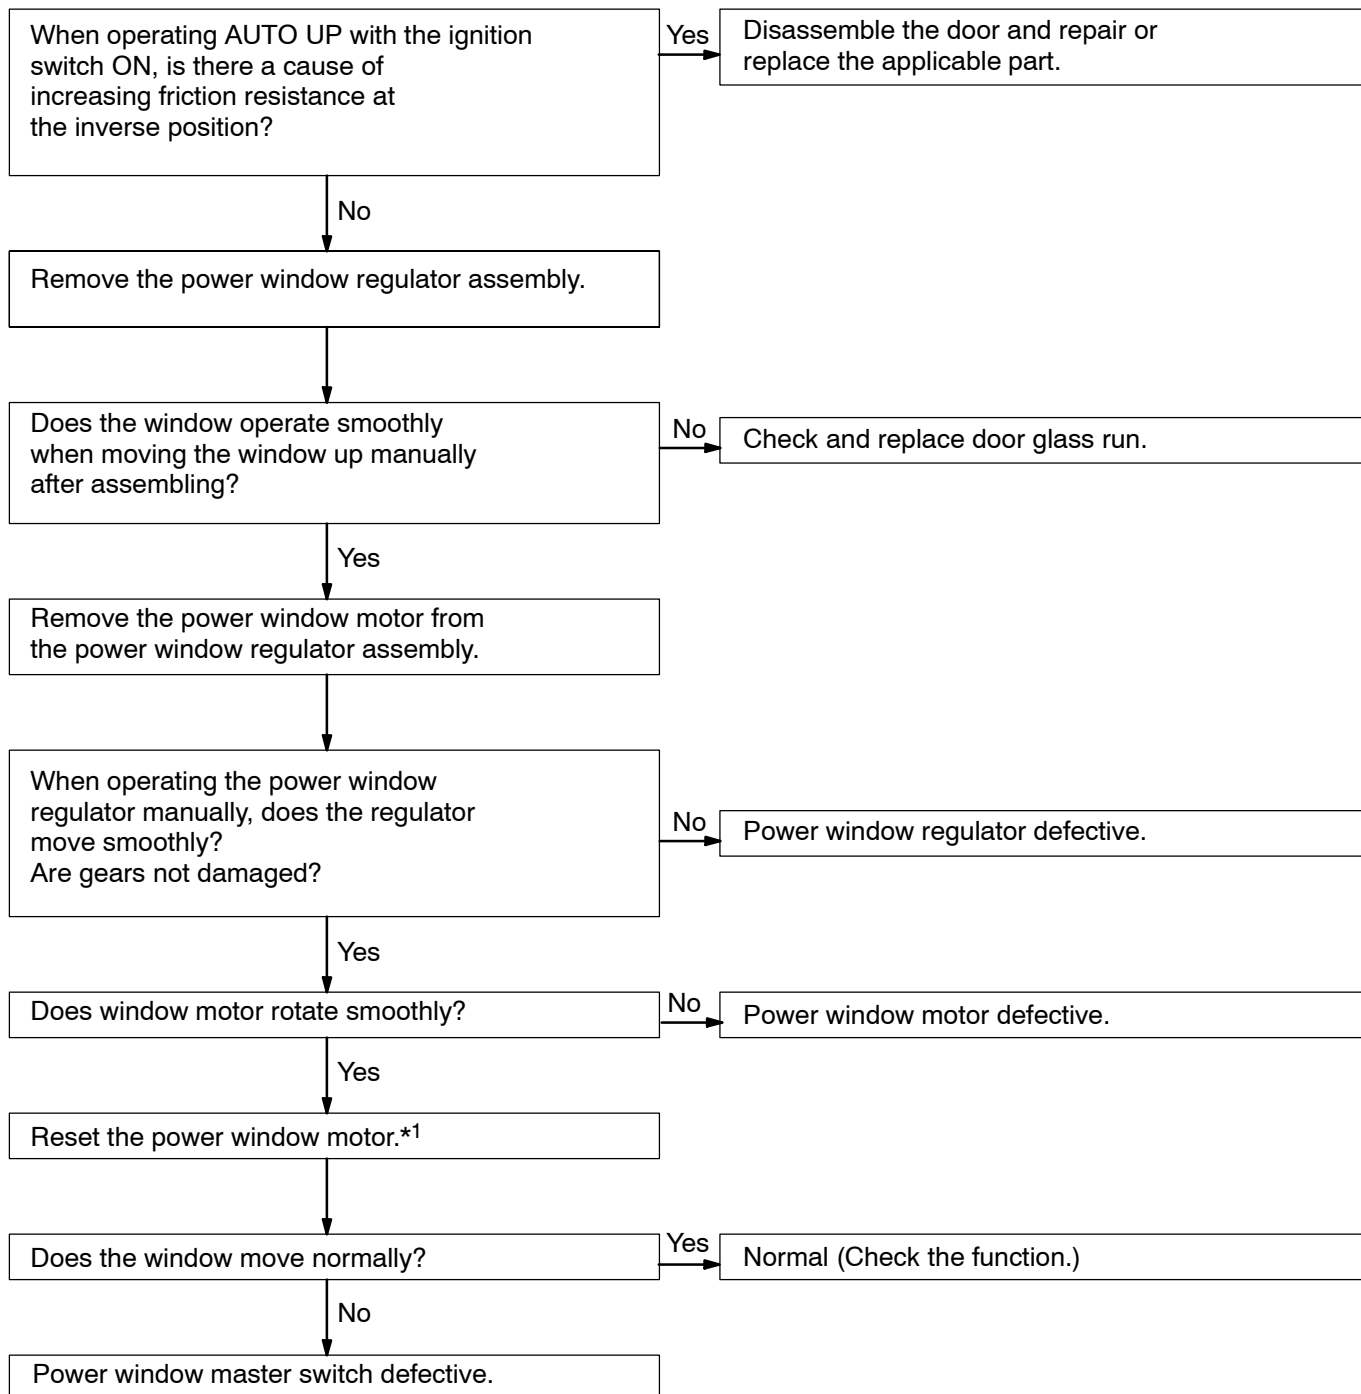 When operating AUTO UP with the ignition
switch ON, is there a cause of
increasing friction resistance at
the inverse position?
Yes
Disassemble the door and repair or
replace the applicable part.
No
Remove the power window regulator assembly.
Does the window operate smoothly
when moving the window up manually
after assembling?
No
Check and replace door glass run.
Yes
Remove the power window motor from
the power window regulator assembly.
When operating the power window
regulator manually, does the regulator
move smoothly?
Are gears not damaged?
No
Power window regulator defective.
Yes
Does window motor rotate smoothly?
No
Power window motor defective.
Yes
Reset the power window motor.*1
Does the window move normally?
Yes
Normal (Check the function.)
No
Power window master switch defective.